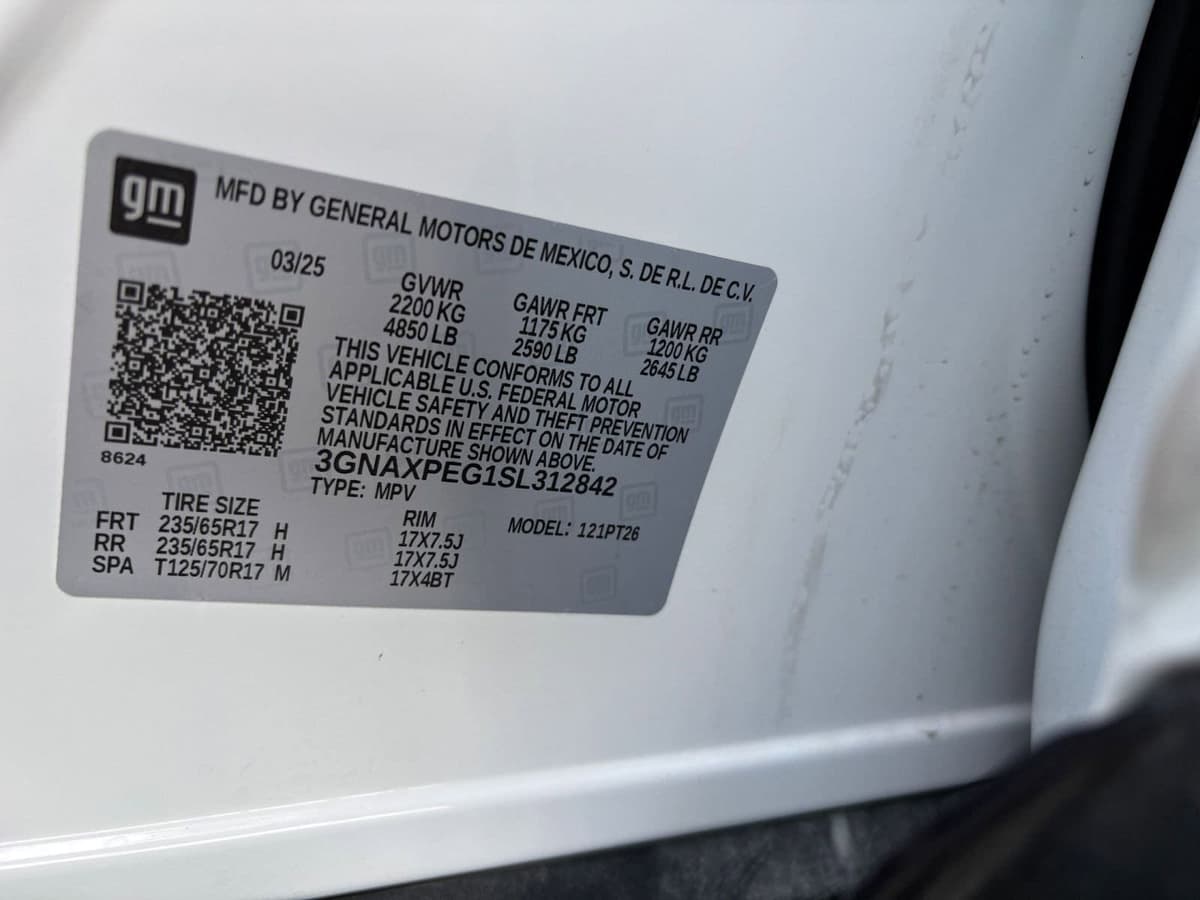 gm
MFD BY GENERAL MOTORS DE MEXICO, S. DE R.L. DE C.V.
03/25
GVWR GAWR FRT GAWR RR
2200 KG 1175 KG 1200 KG
4850 LB 2590 LB 2645 LB
THIS VEHICLE CONFORMS TO ALL
APPLICABLE U.S. FEDERAL MOTOR
VEHICLE SAFETY AND THEFT PREVENTION
STANDARDS IN EFFECT ON THE DATE OF
MANUFACTURE SHOWN ABOVE.
8624
3GNAXPEG1SL312842
TYPE: MPV
TIRE SIZE RIM MODEL: 121PT26
FRT 235/65R17 H 17X7.5J
RR 235/65R17 H 17X7.5J
SPA T125/70R17 M 17X4BT